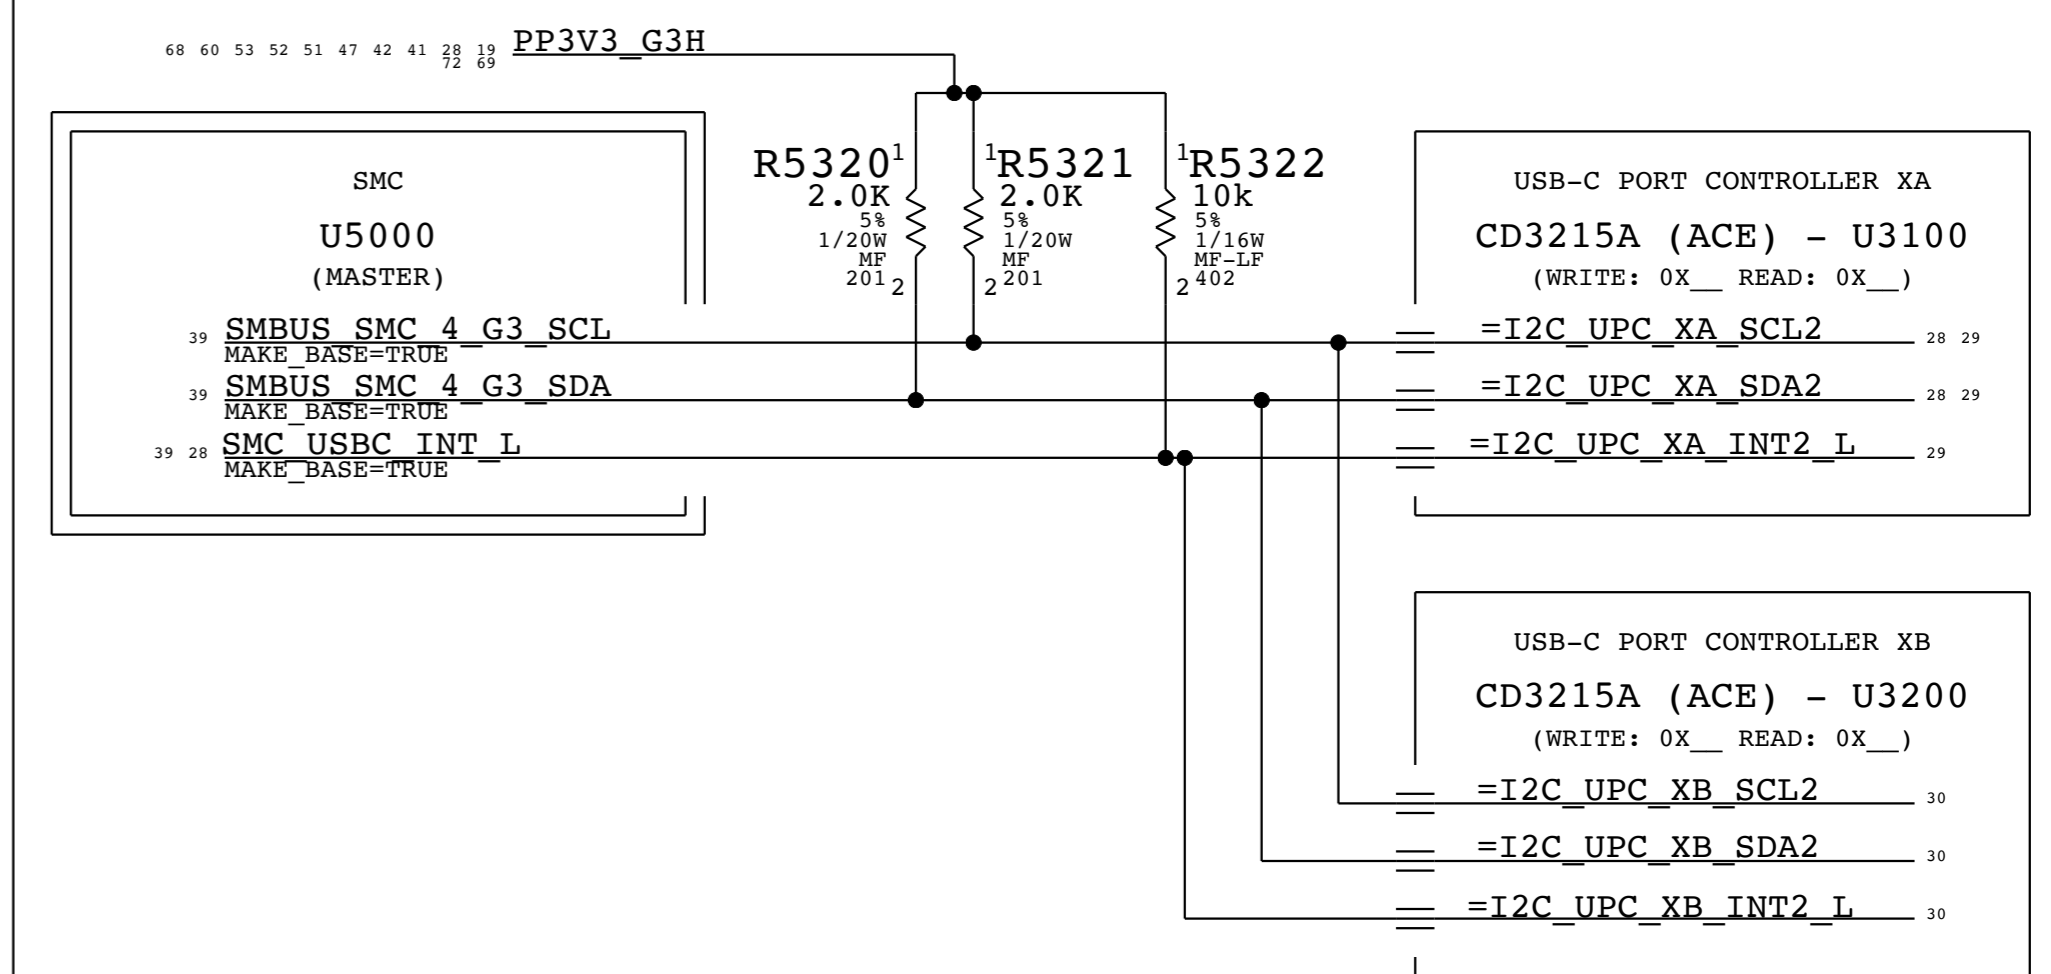 68 60 53 52 51 47 42 41 28 19 PP3V3_G3H
72 69
SMC
U5000
(MASTER)
39 SMBUS_SMC_4_G3_SCL
MAKE_BASE=TRUE
39 SMBUS_SMC_4_G3_SDA
MAKE_BASE=TRUE
39 28 SMC_USBC_INT_L
MAKE_BASE=TRUE
R5320 1
2.0K
5%
1/20W
MF
201 2
1 R5321
2.0K
5%
1/20W
MF
2 201
1 R5322
10k
5%
1/16W
MF-LF
2 402
USB-C PORT CONTROLLER XA
CD3215A (ACE) - U3100
(WRITE: 0X__ READ: 0X__)
=I2C_UPC_XA_SCL2 28 29
=I2C_UPC_XA_SDA2 28 29
=I2C_UPC_XA_INT2_L 29
USB-C PORT CONTROLLER XB
CD3215A (ACE) - U3200
(WRITE: 0X__ READ: 0X__)
=I2C_UPC_XB_SCL2 30
=I2C_UPC_XB_SDA2 30
=I2C_UPC_XB_INT2_L 30